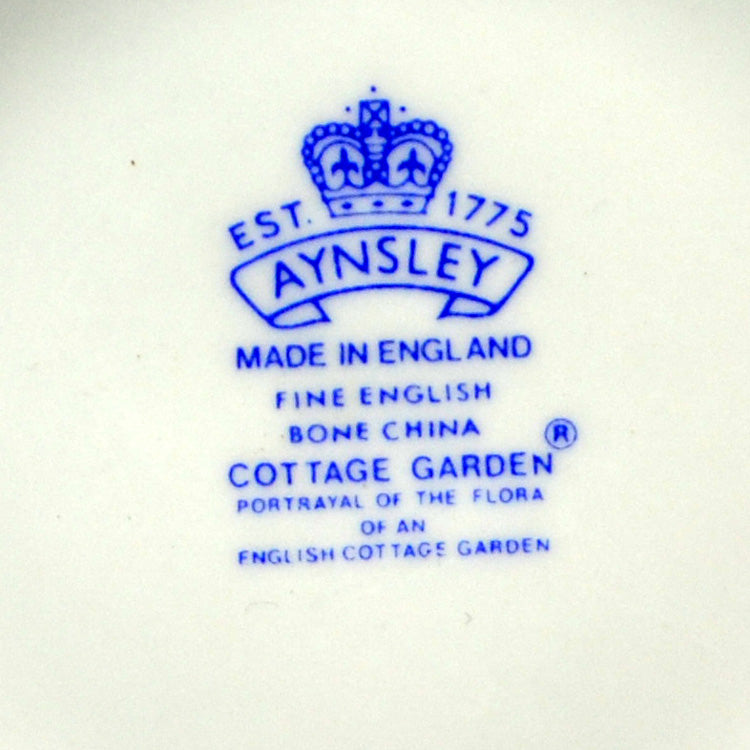 EST. 1775
AYNSLEY
MADE IN ENGLAND
FINE ENGLISH
BONE CHINA
COTTAGE GARDEN ®
PORTRAYAL OF THE FLORA
OF AN
ENGLISH COTTAGE GARDEN